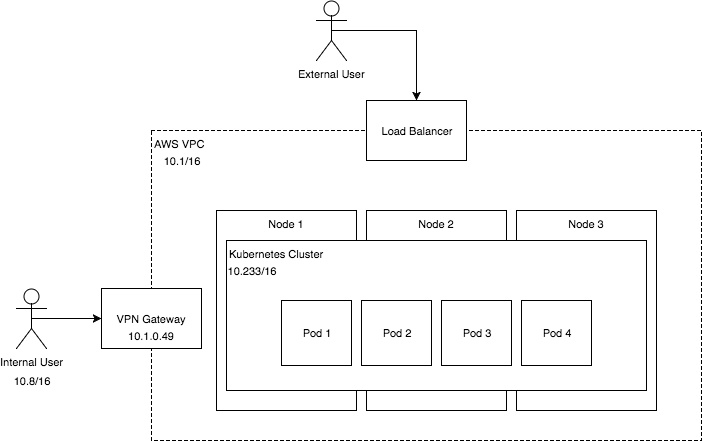 External User
Load Balancer
AWS VPC
10.1/16
Node 1
Node 2
Node 3
Kubernetes Cluster
10.233/16
VPN Gateway
10.1.0.49
Pod 1
Pod 2
Pod 3
Pod 4
Internal User
10.8/16